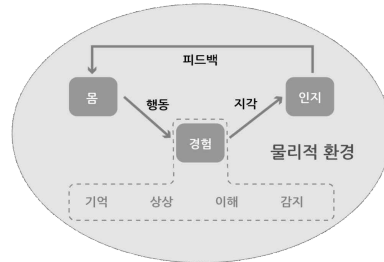 피드백
몸
인지
행동
지각
경험
물리적 환경
기억 상상 이해 감지